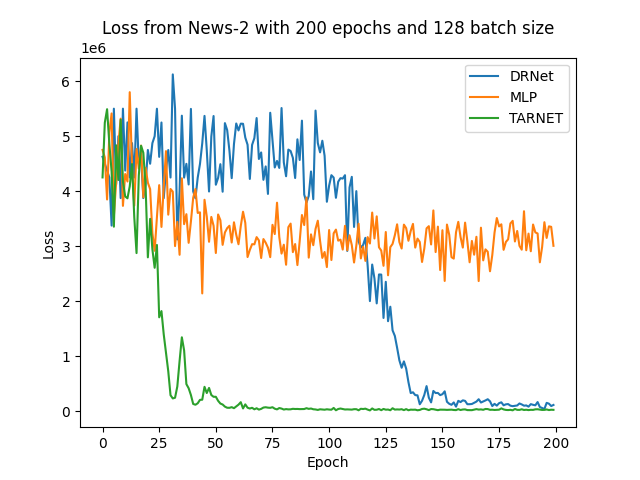 Loss from News-2 with 200 epochs and 128 batch size
1e6
6
5
4
3
2
1
0
Loss
DRNet
MLP
TARNET
0 25 50 75 100 125 150 175 200
Epoch